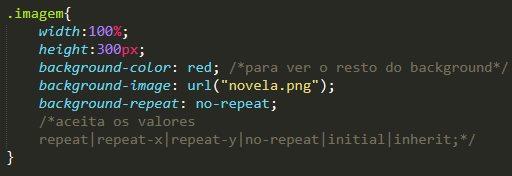 .imagem{
width:100%;
height:300px;
background-color: red; /*para ver o resto do background*/
background-image: url("novela.png");
background-repeat: no-repeat;
/*aceita os valores
repeat|repeat-x|repeat-y|no-repeat|initial|inherit;*/
}